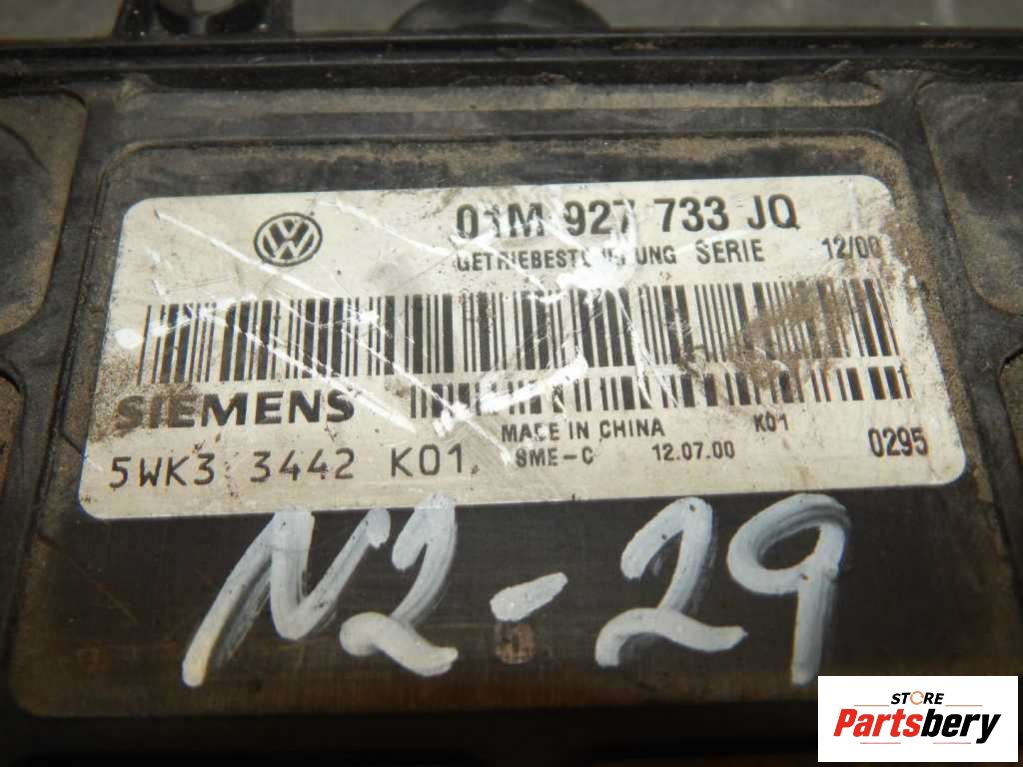 01M 927 733 JQ
SERIE 12/00
SIEMENS
MADE IN CHINA K01
5WK3 3442 K01 SME-C 12.07.00 0295
N2-29
STORE
Partsbery